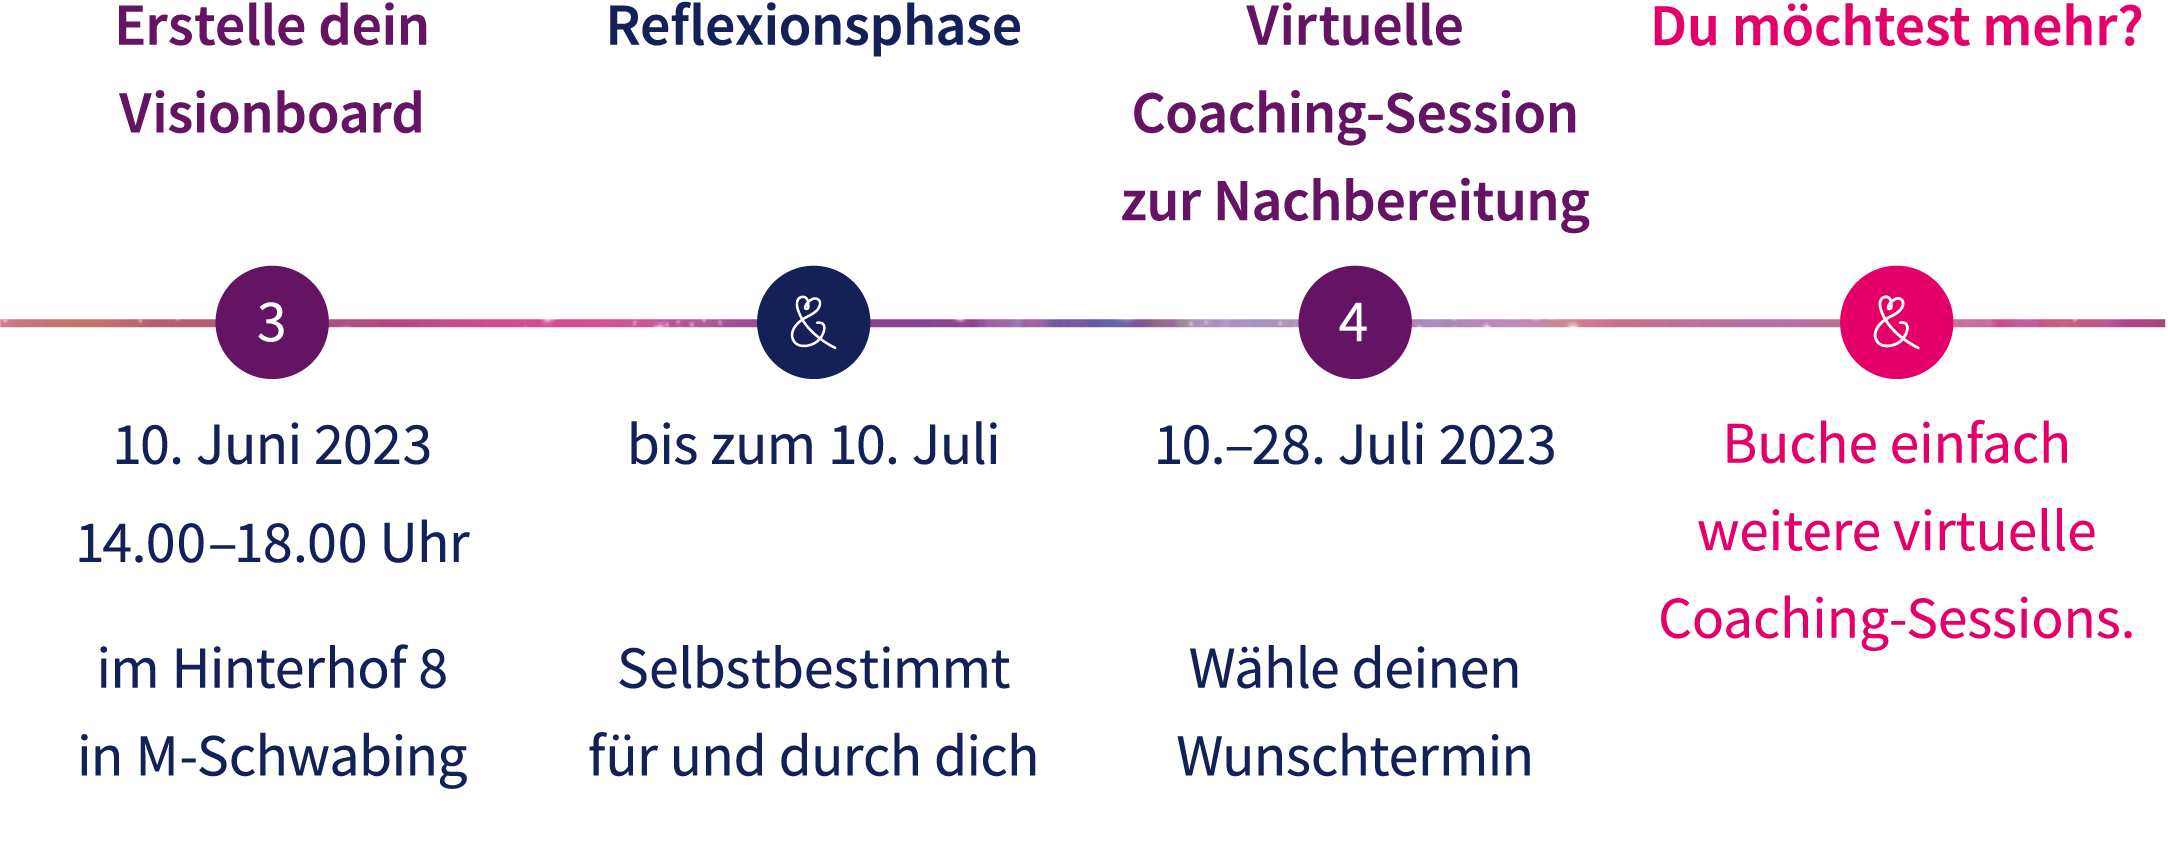 Erstelle dein
Visionboard
3
10. Juni 2023
14.00–18.00 Uhr
im Hinterhof 8
in M-Schwabing
Reflexionsphase
&
bis zum 10. Juli
Selbstbestimmt
für und durch dich
Virtuelle
Coaching-Session
zur Nachbereitung
4
10.–28. Juli 2023
Wähle deinen
Wunschtermin
Du möchtest mehr?
&
Buche einfach
weitere virtuelle
Coaching-Sessions.